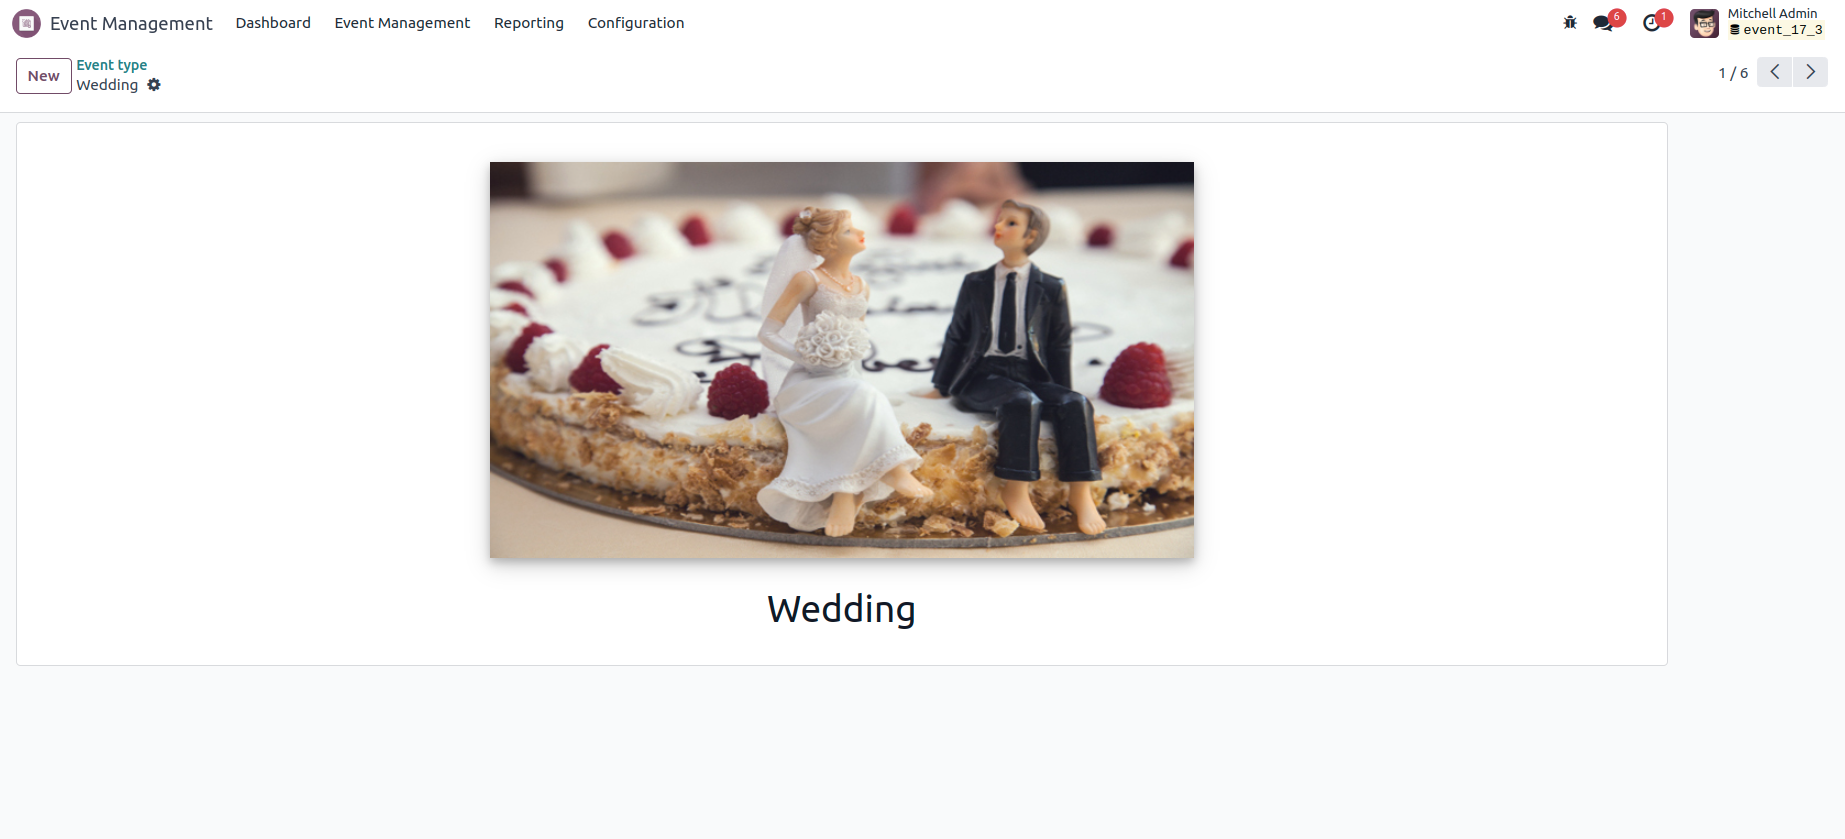 Event Management
Dashboard
Event Management
Reporting
Configuration
6
1
Mitchell Admin
event_17_3
New
Event type
Wedding
1 / 6
Wedding